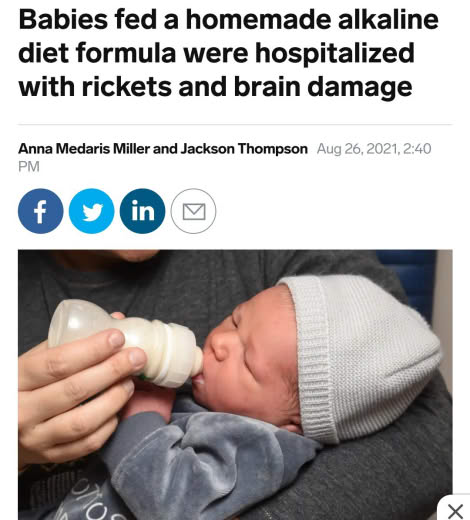 Babies fed a homemade alkaline
diet formula were hospitalized
with rickets and brain damage
Anna Medaris Miller and Jackson Thompson Aug 26, 2021, 2:40
PM
f
in